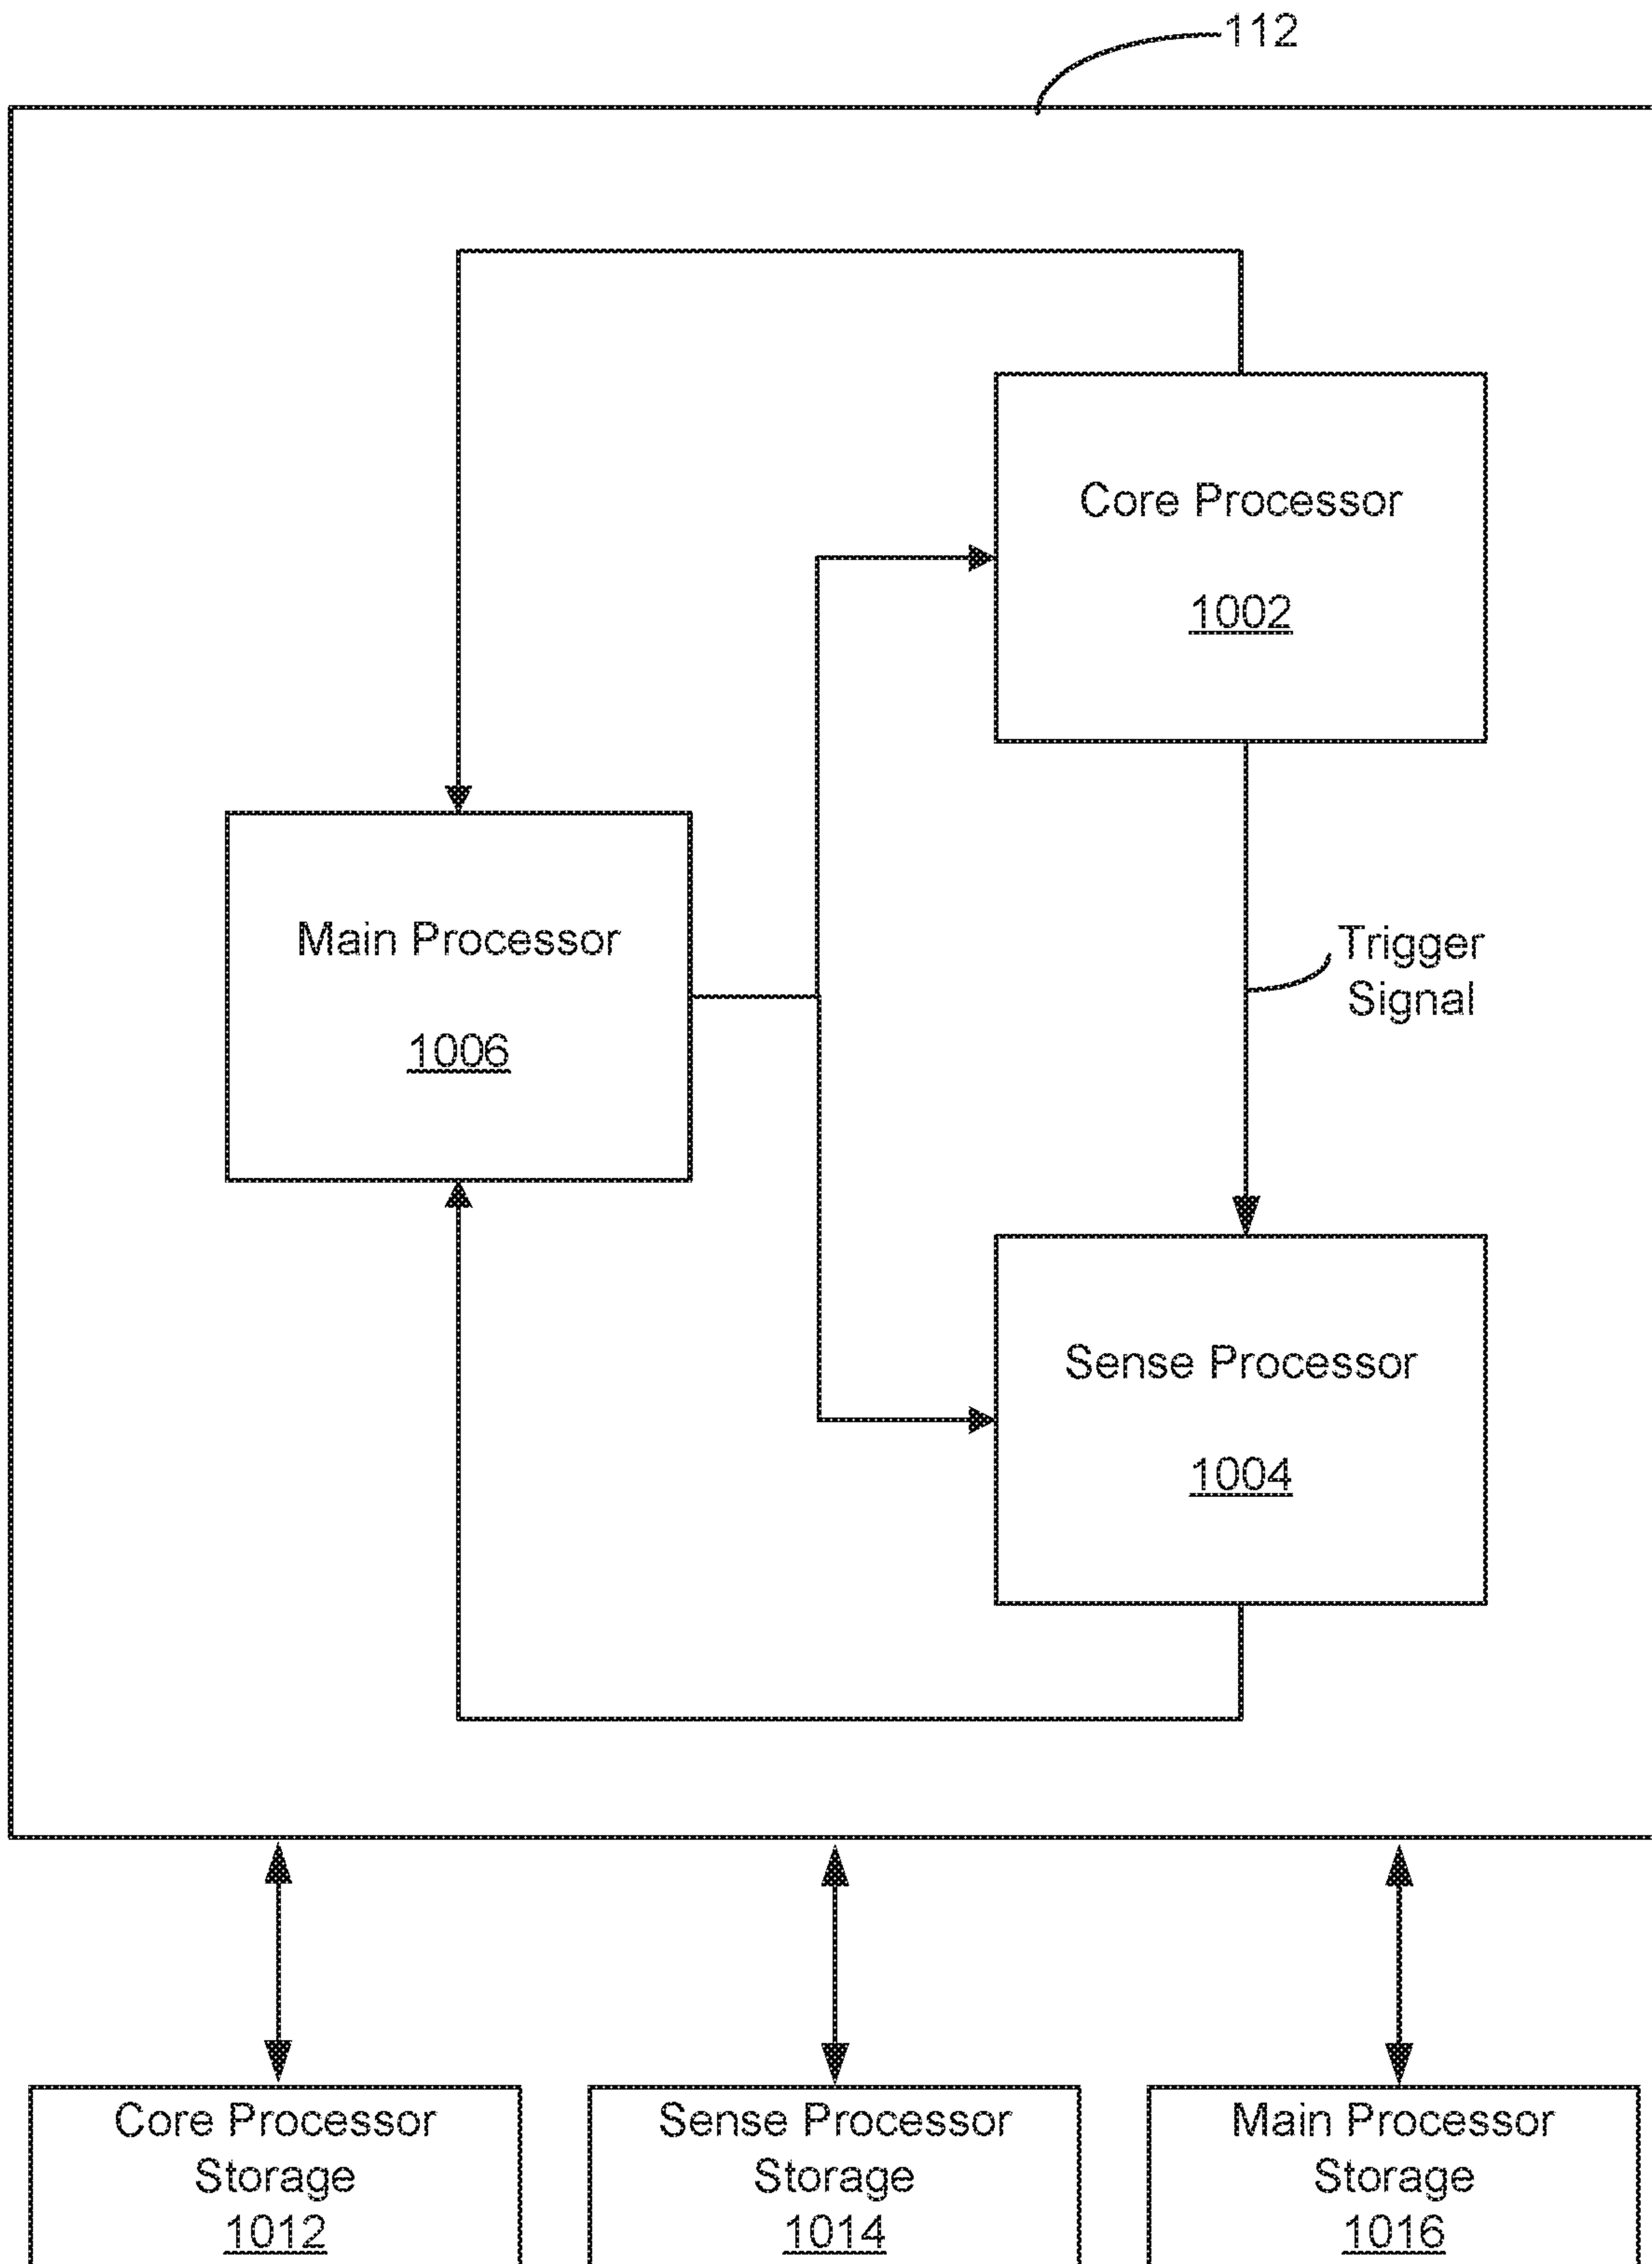 112
Core Processor
1002
Main Processor
1006
Trigger
Signal
Sense Processor
1004
Core Processor
Storage
1012
Sense Processor
Storage
1014
Main Processor
Storage
1016